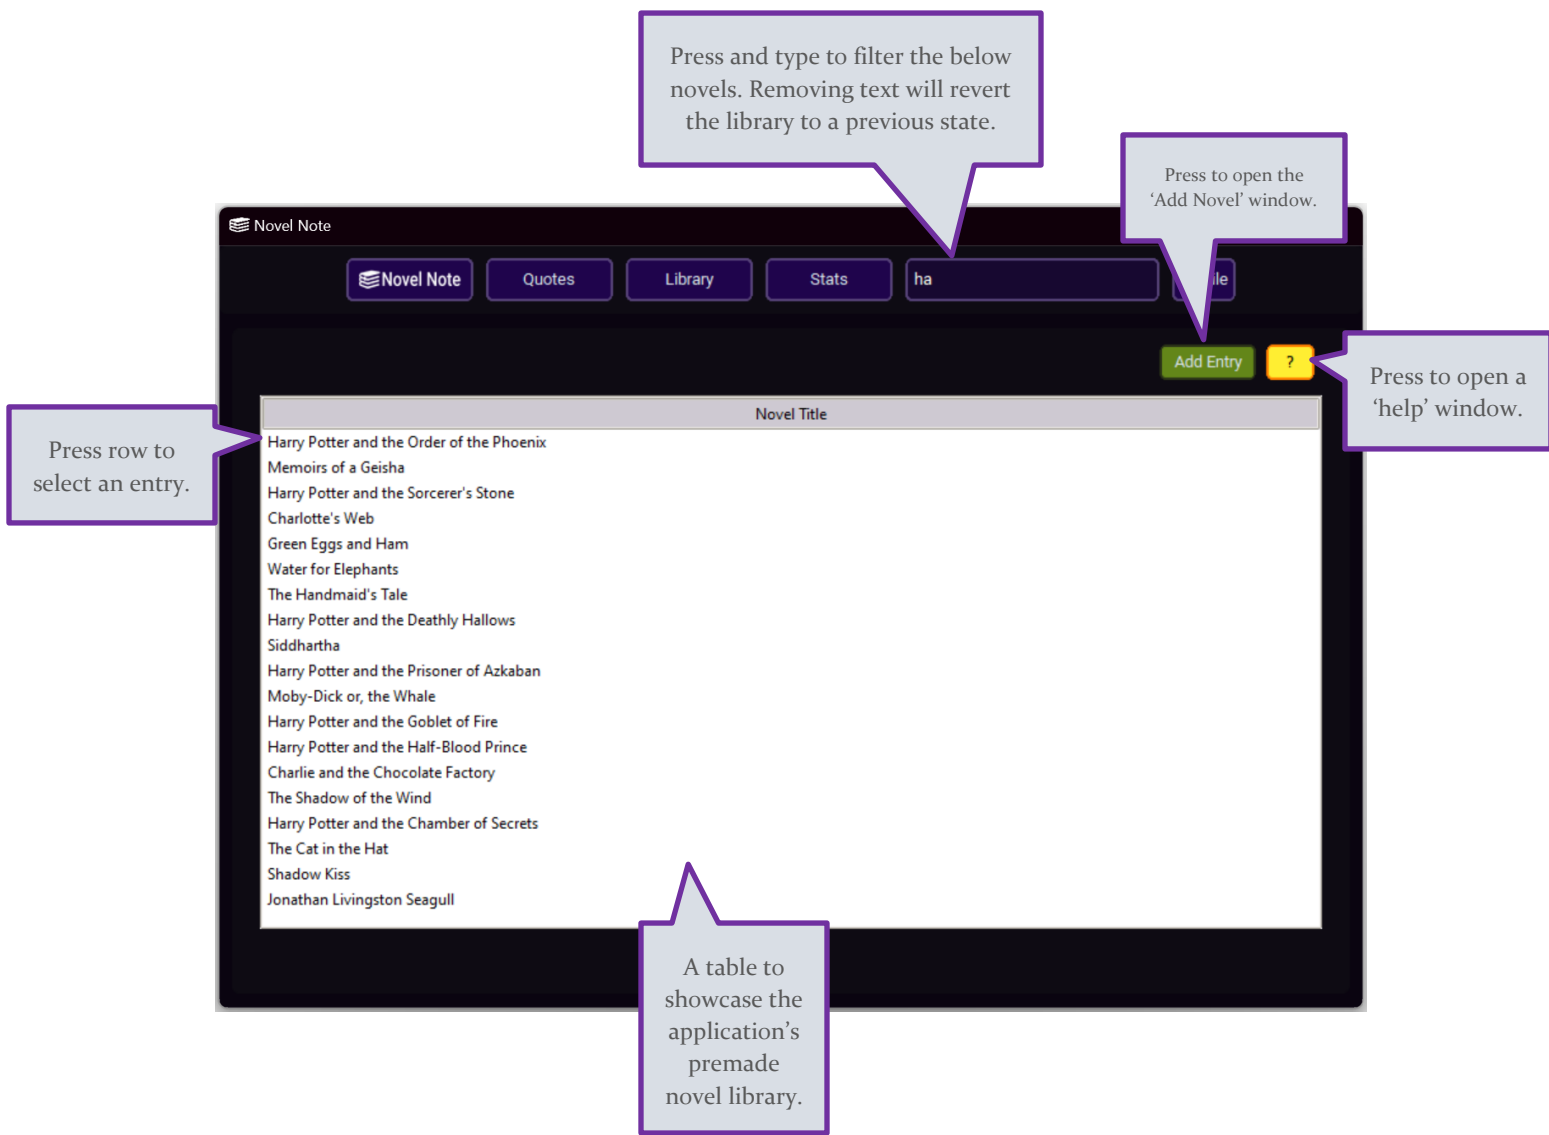 Press and type to filter the below
novels. Removing text will revert
the library to a previous state.
Press to open the
‘Add Novel’ window.
Novel Note
Novel Note
Quotes
Library
Stats
ha
Add Entry
?
Press to open a
‘help’ window.
Press row to
select an entry.
Novel Title
Harry Potter and the Order of the Phoenix
Memoirs of a Geisha
Harry Potter and the Sorcerer's Stone
Charlotte's Web
Green Eggs and Ham
Water for Elephants
The Handmaid's Tale
Harry Potter and the Deathly Hallows
Siddhartha
Harry Potter and the Prisoner of Azkaban
Moby-Dick or, the Whale
Harry Potter and the Goblet of Fire
Harry Potter and the Half-Blood Prince
Charlie and the Chocolate Factory
The Shadow of the Wind
Harry Potter and the Chamber of Secrets
The Cat in the Hat
Shadow Kiss
Jonathan Livingston Seagull
A table to
showcase the
application’s
premade
novel library.